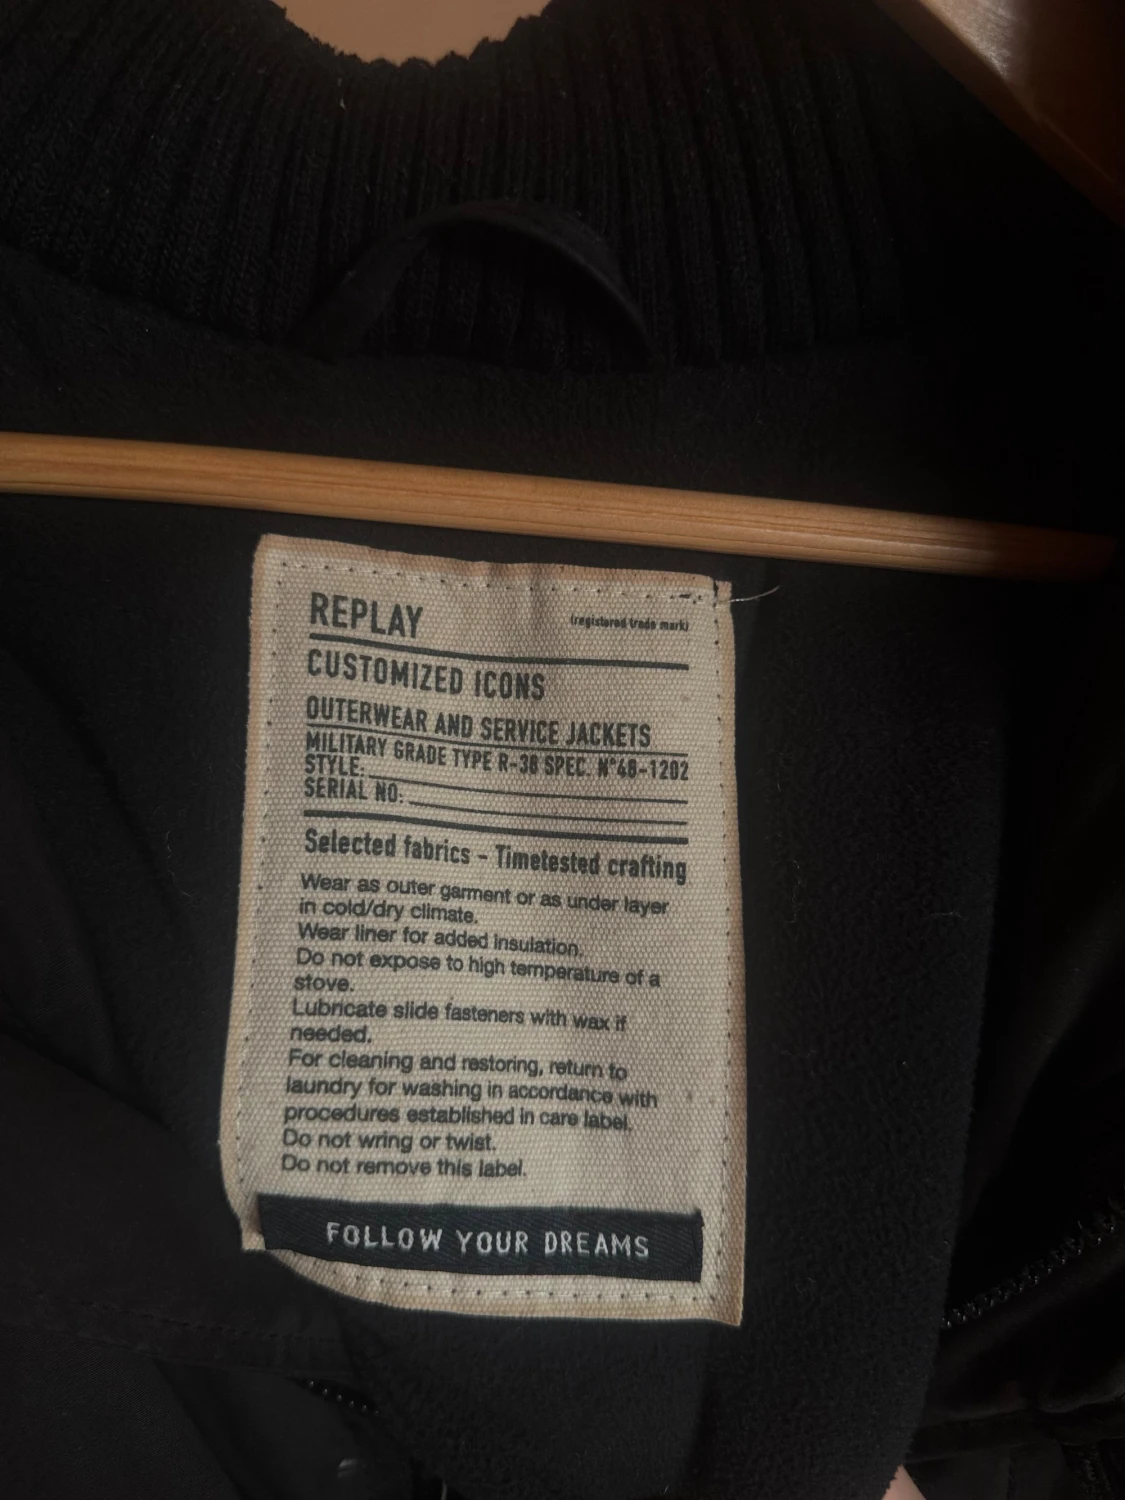 REPLAY (registered trade mark)
CUSTOMIZED ICONS
OUTERWEAR AND SERVICE JACKETS
MILITARY GRADE TYPE R-38 SPEC. N°48-1202
STYLE:
SERIAL NO:
Selected fabrics - Timetested crafting
Wear as outer garment or as under layer
in cold/dry climate.
Wear liner for added insulation.
Do not expose to high temperature of a
stove.
Lubricate slide fasteners with wax if
needed.
For cleaning and restoring, return to
laundry for washing in accordance with
procedures established in care label.
Do not wring or twist.
Do not remove this label.
FOLLOW YOUR DREAMS